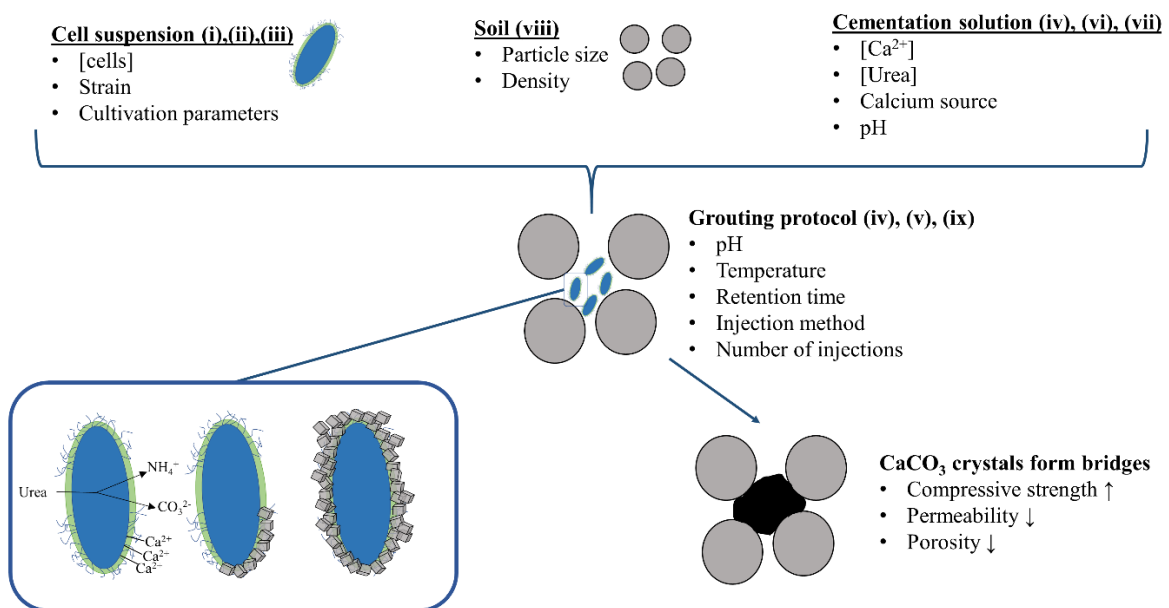 Cell suspension (i),(ii),(iii)
• [cells]
• Strain
• Cultivation parameters
Soil (viii)
• Particle size
• Density
Cementation solution (iv), (vi), (vii)
• [Ca²⁺]
• [Urea]
• Calcium source
• pH
Grouting protocol (iv), (v), (ix)
• pH
• Temperature
• Retention time
• Injection method
• Number of injections
Urea
NH₄⁺
CO₃²⁻
Ca²⁺
Ca²⁺
Ca²⁻
CaCO₃ crystals form bridges
• Compressive strength ↑
• Permeability ↓
• Porosity ↓